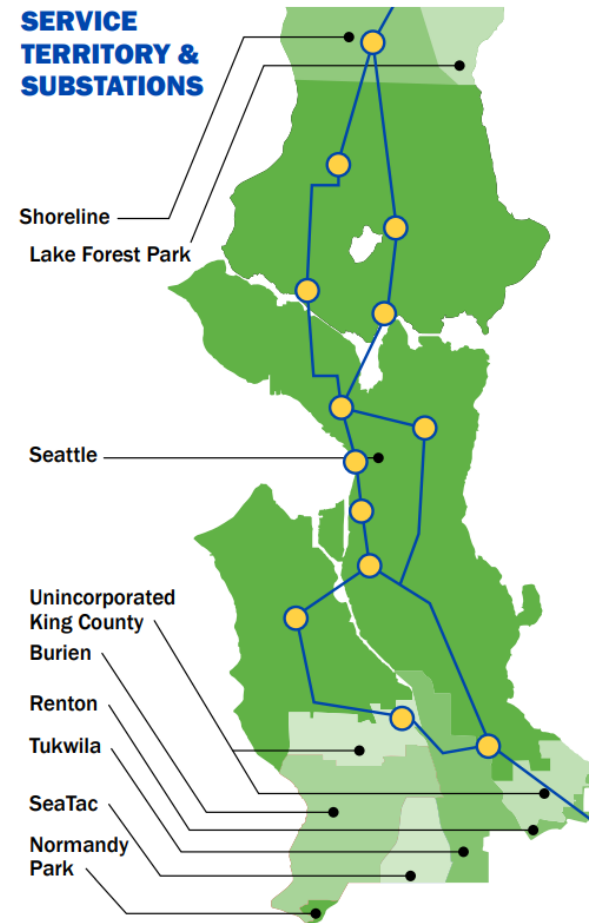 SERVICE
TERRITORY &
SUBSTATIONS
Shoreline
Lake Forest Park
Seattle
Unincorporated
King County
Burien
Renton
Tukwila
SeaTac
Normandy
Park